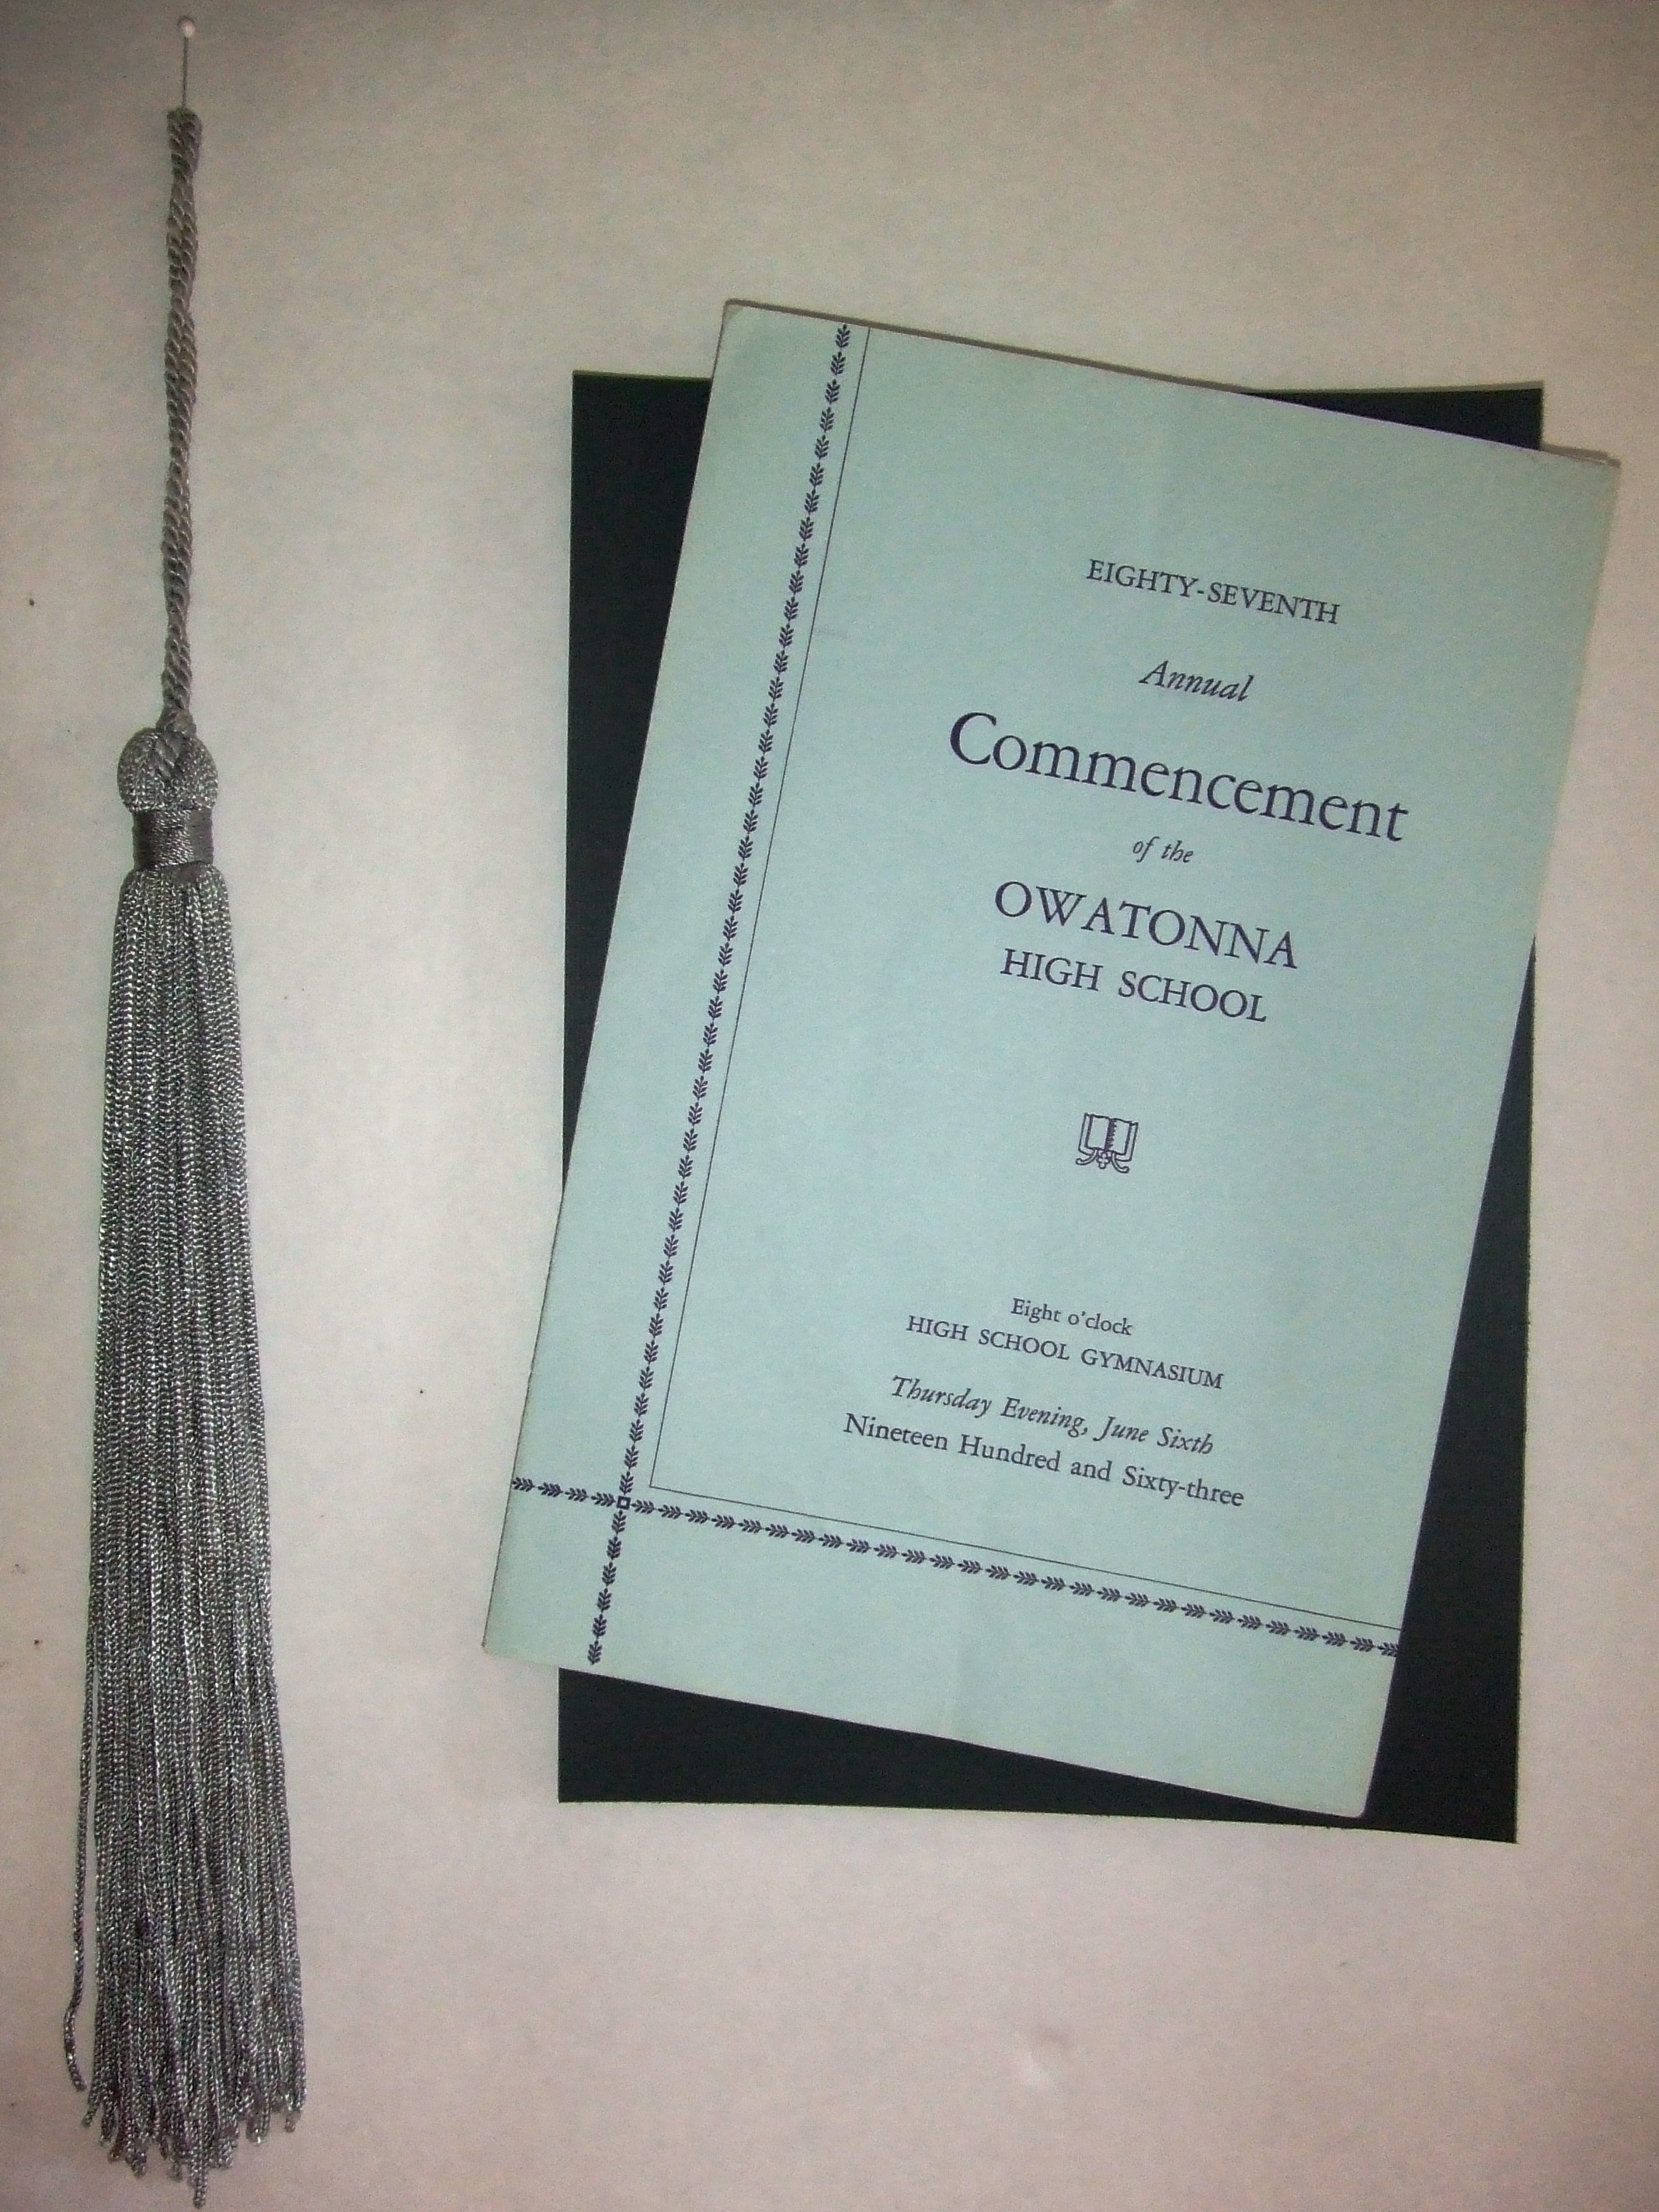 EIGHTY-SEVENTH
Annual
Commencement
of the
OWATONNA
HIGH SCHOOL
Eight o'clock
HIGH SCHOOL GYMNASIUM
Thursday Evening, June Sixth
Nineteen Hundred and Sixty-three